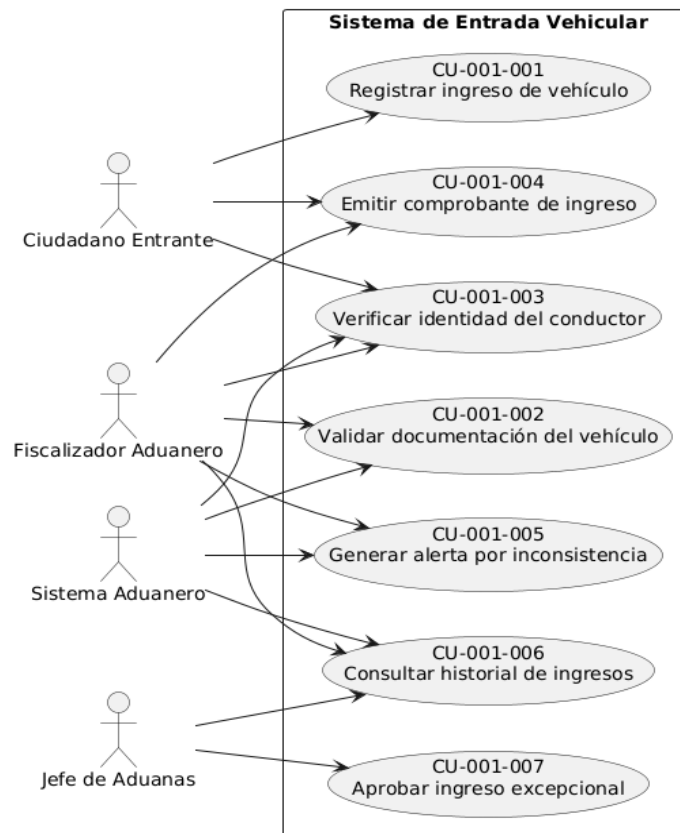 Sistema de Entrada Vehicular
CU-001-001
Registrar ingreso de vehículo
CU-001-004
Emitir comprobante de ingreso
Ciudadano Entrante
CU-001-003
Verificar identidad del conductor
CU-001-002
Validar documentación del vehículo
Fiscalizador Aduanero
CU-001-005
Generar alerta por inconsistencia
Sistema Aduanero
CU-001-006
Consultar historial de ingresos
CU-001-007
Aprobar ingreso excepcional
Jefe de Aduanas